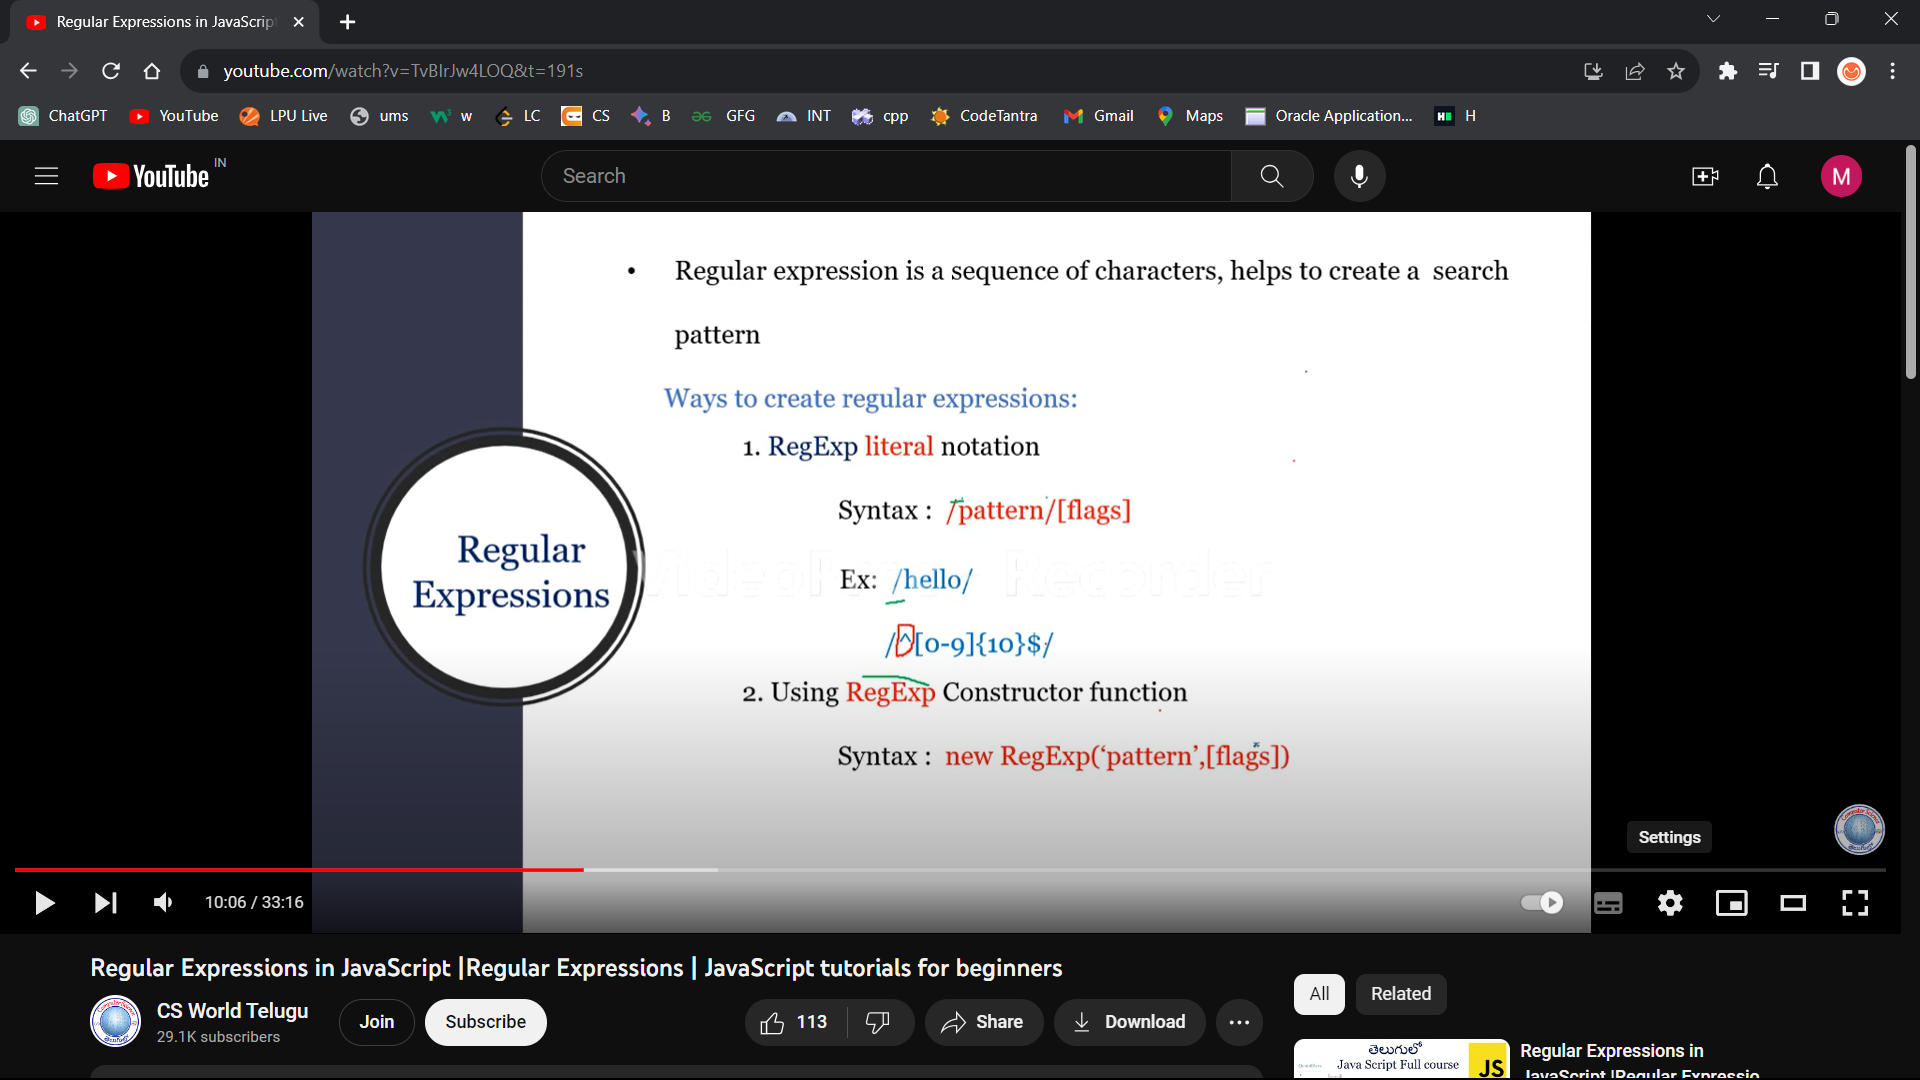 Regular Expressions in JavaScrip
youtube.com/watch?v=TvBIrJw4LOQ&t=191s
ChatGPT YouTube LPU Live ums w LC CS B GFG INT cpp CodeTantra Gmail Maps Oracle Application... H
YouTube IN
Search
M
• Regular expression is a sequence of characters, helps to create a search
pattern
Ways to create regular expressions:
1. RegExp literal notation
Syntax : /pattern/[flags]
Regular
Expressions
Ex: /hello/
Recorder
/^[0-9]{10}$/
2. Using RegExp Constructor function
Syntax : new RegExp(‘pattern’,[flags])
Settings
10:06 / 33:16
Regular Expressions in JavaScript |Regular Expressions | JavaScript tutorials for beginners
CS World Telugu
29.1K subscribers
Join
Subscribe
113
Share
Download
All
Related
తెలుగులో
Java Script Full course
JS
Regular Expressions in
JavaScript |Regular Expressio